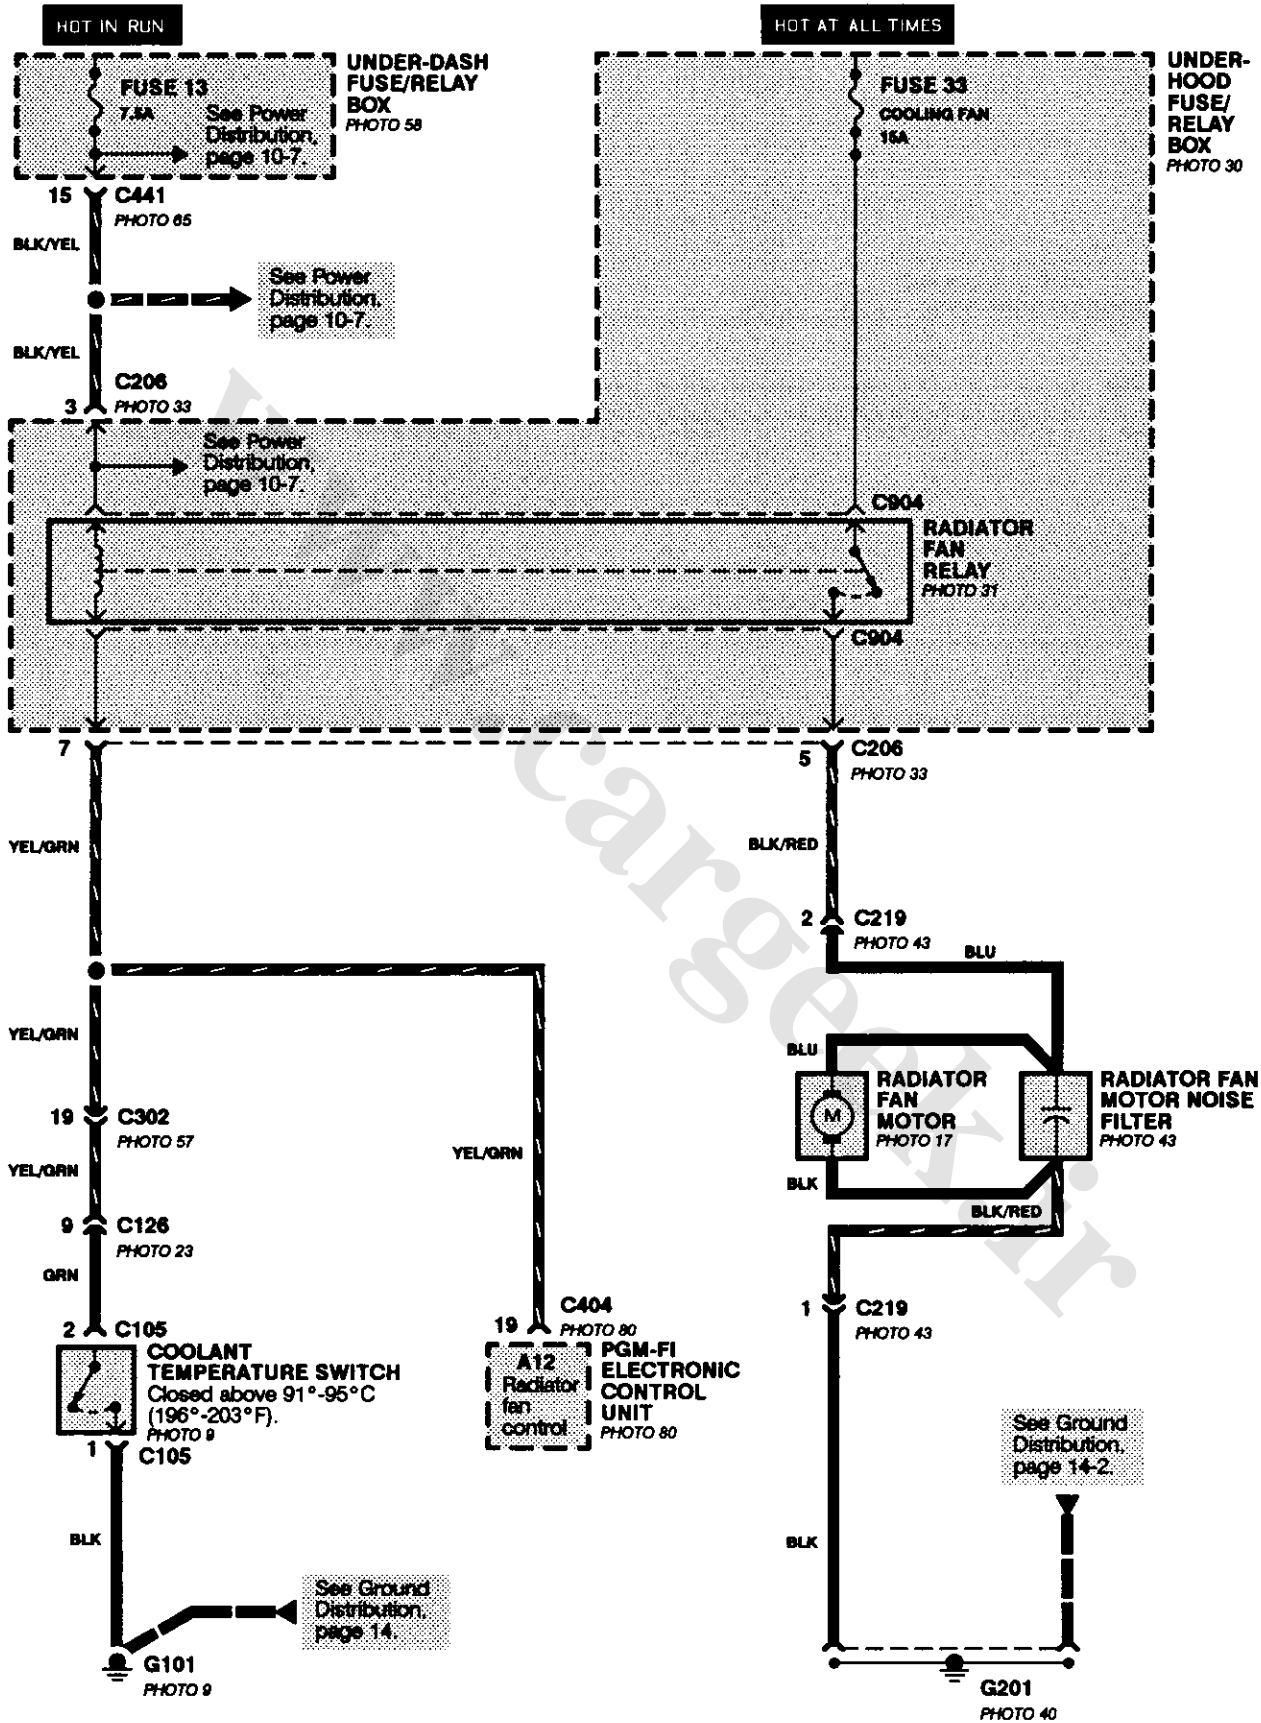 HOT IN RUN
HOT AT ALL TIMES
UNDER-DASH
FUSE/RELAY
BOX
PHOTO 58
FUSE 13
7.5A
See Power
Distribution,
page 10-7.
FUSE 33
COOLING FAN
15A
UNDER-
HOOD
FUSE/
RELAY
BOX
PHOTO 30
15
C441
PHOTO 65
BLK/YEL
See Power
Distribution,
page 10-7.
BLK/YEL
C206
3
PHOTO 33
See Power
Distribution,
page 10-7.
C904
RADIATOR
FAN
RELAY
PHOTO 31
C904
7
5
C206
PHOTO 33
YEL/GRN
BLK/RED
2
C219
PHOTO 43
BLU
YEL/GRN
BLU
RADIATOR
FAN
MOTOR
PHOTO 17
M
RADIATOR FAN
MOTOR NOISE
FILTER
PHOTO 43
19
C302
PHOTO 57
YEL/GRN
YEL/GRN
BLK
BLK/RED
9
C126
PHOTO 23
GRN
1
C219
PHOTO 43
2
C105
19
C404
PHOTO 80
COOLANT
TEMPERATURE SWITCH
Closed above 91°-95°C
(196°-203°F).
PHOTO 9
A12
Radiator
fan
control
PGM-FI
ELECTRONIC
CONTROL
UNIT
PHOTO 80
1
C105
See Ground
Distribution,
page 14-2.
BLK
BLK
See Ground
Distribution,
page 14.
G101
PHOTO 9
G201
PHOTO 40
www.cargeek.ir